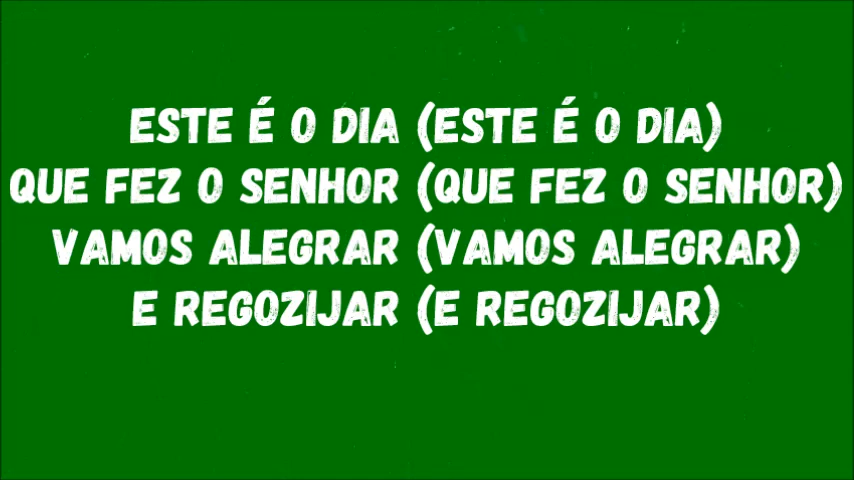 ESTE É O DIA (ESTE É O DIA)
QUE FEZ O SENHOR (QUE FEZ O SENHOR)
VAMOS ALEGRAR (VAMOS ALEGRAR)
E REGOZIJAR (E REGOZIJAR)